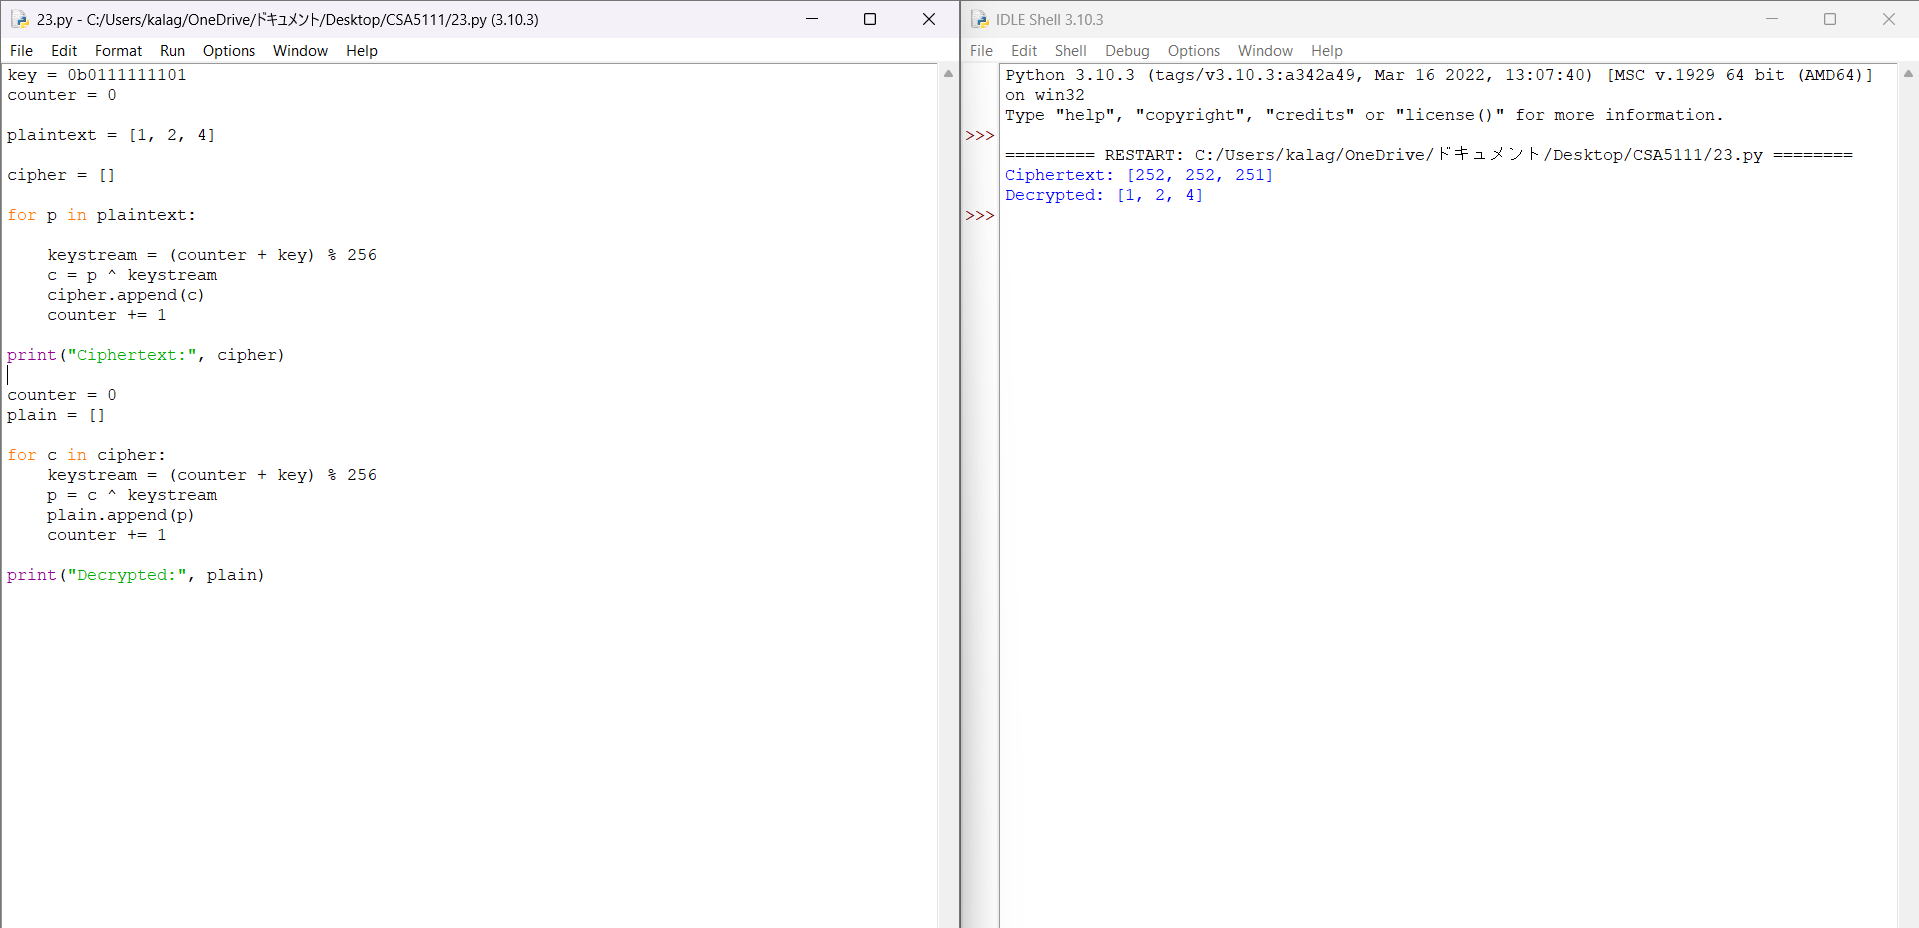 23.py - C:/Users/kalag/OneDrive/ドキュメント/Desktop/CSA5111/23.py (3.10.3)
File Edit Format Run Options Window Help
key = 0b0111111101
counter = 0
plaintext = [1, 2, 4]
cipher = []
for p in plaintext:
    keystream = (counter + key) % 256
    c = p ^ keystream
    cipher.append(c)
    counter += 1
print("Ciphertext:", cipher)
counter = 0
plain = []
for c in cipher:
    keystream = (counter + key) % 256
    p = c ^ keystream
    plain.append(p)
    counter += 1
print("Decrypted:", plain)
IDLE Shell 3.10.3
File Edit Shell Debug Options Window Help
Python 3.10.3 (tags/v3.10.3:a342a49, Mar 16 2022, 13:07:40) [MSC v.1929 64 bit (AMD64)]
on win32
Type "help", "copyright", "credits" or "license()" for more information.
>>>
========= RESTART: C:/Users/kalag/OneDrive/ドキュメント/Desktop/CSA5111/23.py ========
Ciphertext: [252, 252, 251]
Decrypted: [1, 2, 4]
>>>